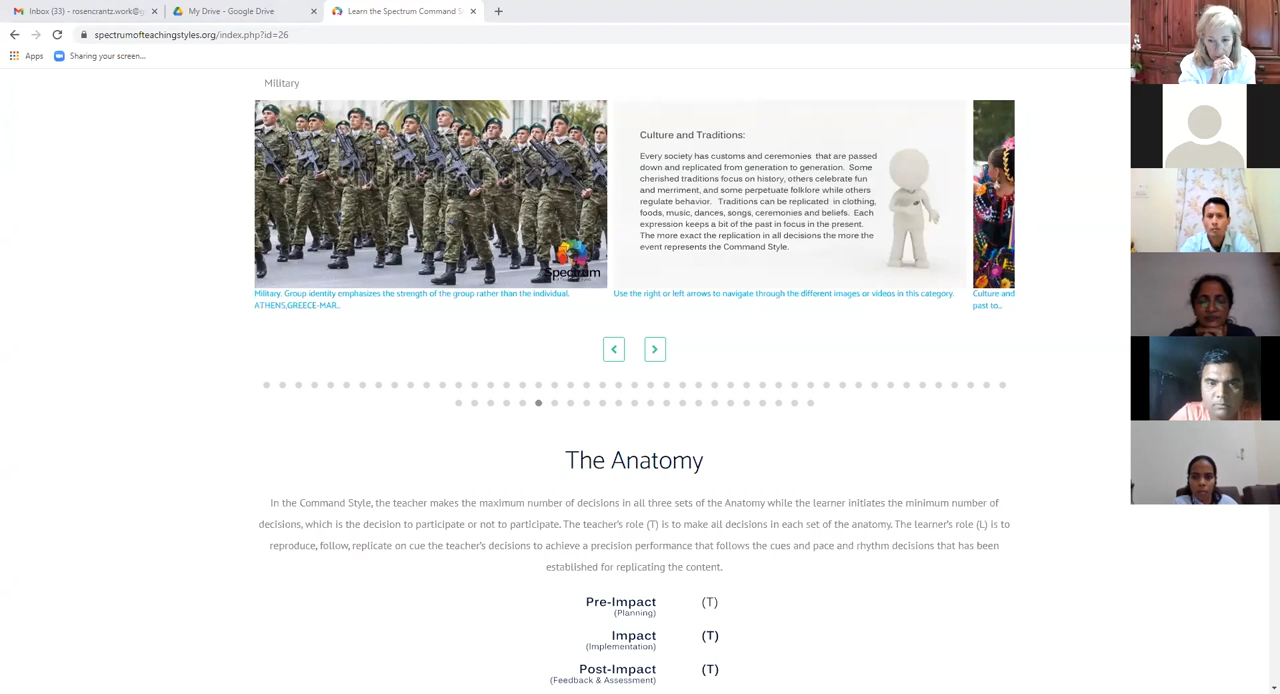 Inbox (33) - rosencrantz.work@g
My Drive - Google Drive
Learn the Spectrum Command S
spectrumofteachingstyles.org/index.php?id=26
Apps
Sharing your screen...
Military
Spectrum
Culture and Traditions:
Every society has customs and ceremonies that are passed
down and replicated from generation to generation. Some
cherished traditions focus on history, others celebrate fun
and merriment, and some perpetuate folklore while others
regulate behavior. Traditions can be replicated in clothing,
foods, music, dances, songs, ceremonies and beliefs. Each
expression keeps a bit of the past in focus in the present.
The more exact the replication in all decisions the more the
event represents the Command Style.
Military. Group identity emphasizes the strength of the group rather than the individual.
ATHENS,GREECE-MAR...
Use the right or left arrows to navigate through the different images or videos in this category.
Culture and
past to...
The Anatomy
In the Command Style, the teacher makes the maximum number of decisions in all three sets of the Anatomy while the learner initiates the minimum number of
decisions, which is the decision to participate or not to participate. The teacher's role (T) is to make all decisions in each set of the anatomy. The learner's role (L) is to
reproduce, follow, replicate on cue the teacher's decisions to achieve a precision performance that follows the cues and pace and rhythm decisions that has been
established for replicating the content.
Pre-Impact (T)
(Planning)
Impact (T)
(Implementation)
Post-Impact (T)
(Feedback & Assessment)